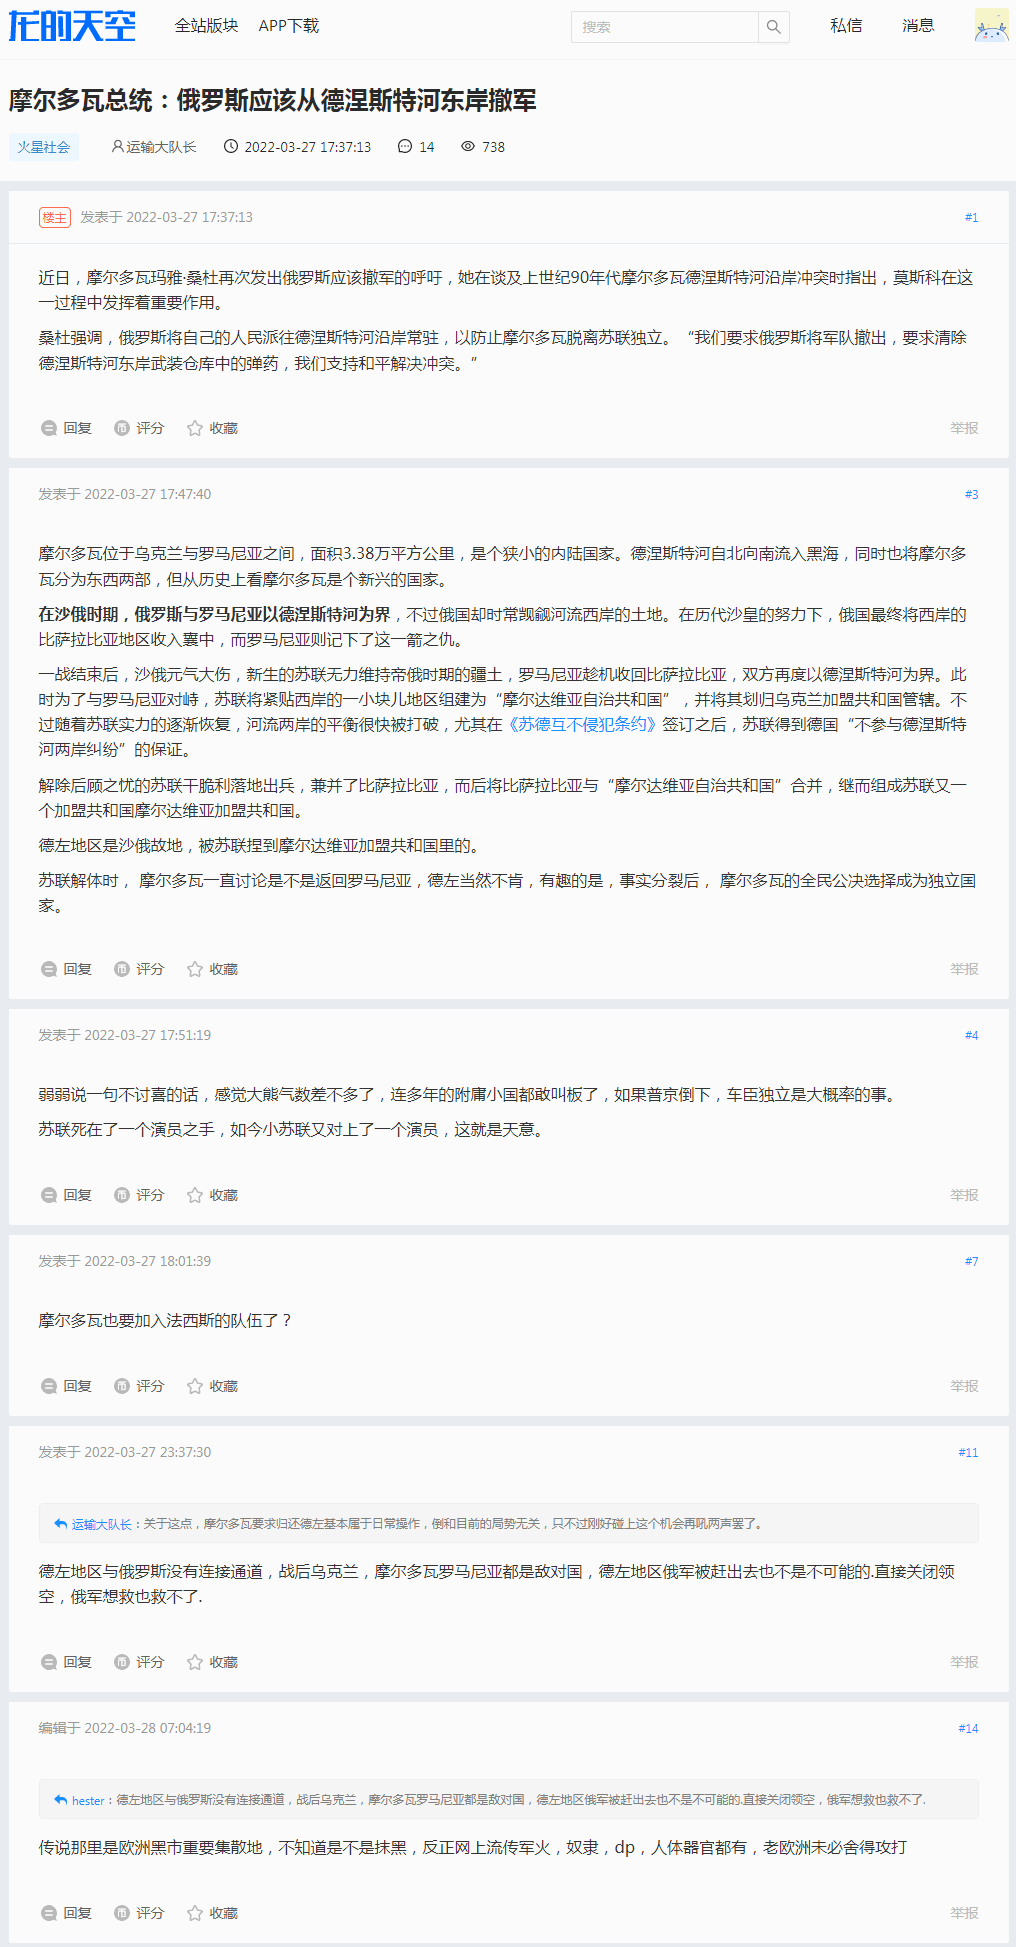 龙的天空 全站版块 APP下载 搜索 私信 消息
摩尔多瓦总统：俄罗斯应该从德涅斯特河东岸撤军
火星社会 运输大队长 2022-03-27 17:37:13 14 738
楼主 发表于 2022-03-27 17:37:13 #1
近日，摩尔多瓦玛雅·桑杜再次发出俄罗斯应该撤军的呼吁，她在谈及上世纪90年代摩尔多瓦德涅斯特河沿岸冲突时指出，莫斯科在这
一过程中发挥着重要作用。
桑杜强调，俄罗斯将自己的人民派往德涅斯特河沿岸常驻，以防止摩尔多瓦脱离苏联独立。“我们要求俄罗斯将军队撤出，要求清除
德涅斯特河东岸武装仓库中的弹药，我们支持和平解决冲突。”
回复 评分 收藏 举报
发表于 2022-03-27 17:47:40 #3
摩尔多瓦位于乌克兰与罗马尼亚之间，面积3.38万平方公里，是个狭小的内陆国家。德涅斯特河自北向南流入黑海，同时也将摩尔多
瓦分为东西两部，但从历史上看摩尔多瓦是个新兴的国家。
在沙俄时期，俄罗斯与罗马尼亚以德涅斯特河为界，不过俄国却时常觊觎河流西岸的土地。在历代沙皇的努力下，俄国最终将西岸的
比萨拉比亚地区收入囊中，而罗马尼亚则记下了这一箭之仇。
一战结束后，沙俄元气大伤，新生的苏联无力维持帝俄时期的疆土，罗马尼亚趁机收回比萨拉比亚，双方再度以德涅斯特河为界。此
时为了与罗马尼亚对峙，苏联将紧贴西岸的一小块儿地区组建为“摩尔达维亚自治共和国”，并将其划归乌克兰加盟共和国管辖。不
过随着苏联实力的逐渐恢复，河流两岸的平衡很快被打破，尤其在《苏德互不侵犯条约》签订之后，苏联得到德国“不参与德涅斯特
河两岸纠纷”的保证。
解除后顾之忧的苏联干脆利落地出兵，兼并了比萨拉比亚，而后将比萨拉比亚与“摩尔达维亚自治共和国”合并，继而组成苏联又一
个加盟共和国摩尔达维亚加盟共和国。
德左地区是沙俄故地，被苏联捏到摩尔达维亚加盟共和国里的。
苏联解体时， 摩尔多瓦一直讨论是不是返回罗马尼亚，德左当然不肯，有趣的是，事实分裂后， 摩尔多瓦的全民公决选择成为独立国
家。
回复 评分 收藏 举报
发表于 2022-03-27 17:51:19 #4
弱弱说一句不讨喜的话，感觉大熊气数差不多了，连多年的附庸小国都敢叫板了，如果普京倒下，车臣独立是大概率的事。
苏联死在了一个演员之手，如今小苏联又对上了一个演员，这就是天意。
回复 评分 收藏 举报
发表于 2022-03-27 18:01:39 #7
摩尔多瓦也要加入法西斯的队伍了？
回复 评分 收藏 举报
发表于 2022-03-27 23:37:30 #11
运输大队长：关于这点，摩尔多瓦要求归还德左基本属于日常操作，倒和目前的局势无关，只不过刚好碰上这个机会再吼两声罢了。
德左地区与俄罗斯没有连接通道，战后乌克兰，摩尔多瓦罗马尼亚都是敌对国，德左地区俄军被赶出去也不是不可能的.直接关闭领
空，俄军想救也救不了.
回复 评分 收藏 举报
编辑于 2022-03-28 07:04:19 #14
hester：德左地区与俄罗斯没有连接通道，战后乌克兰，摩尔多瓦罗马尼亚都是敌对国，德左地区俄军被赶出去也不是不可能的.直接关闭领空，俄军想救也救不了.
传说那里是欧洲黑市重要集散地，不知道是不是抹黑，反正网上流传军火，奴隶，dp，人体器官都有，老欧洲未必舍得攻打
回复 评分 收藏 举报